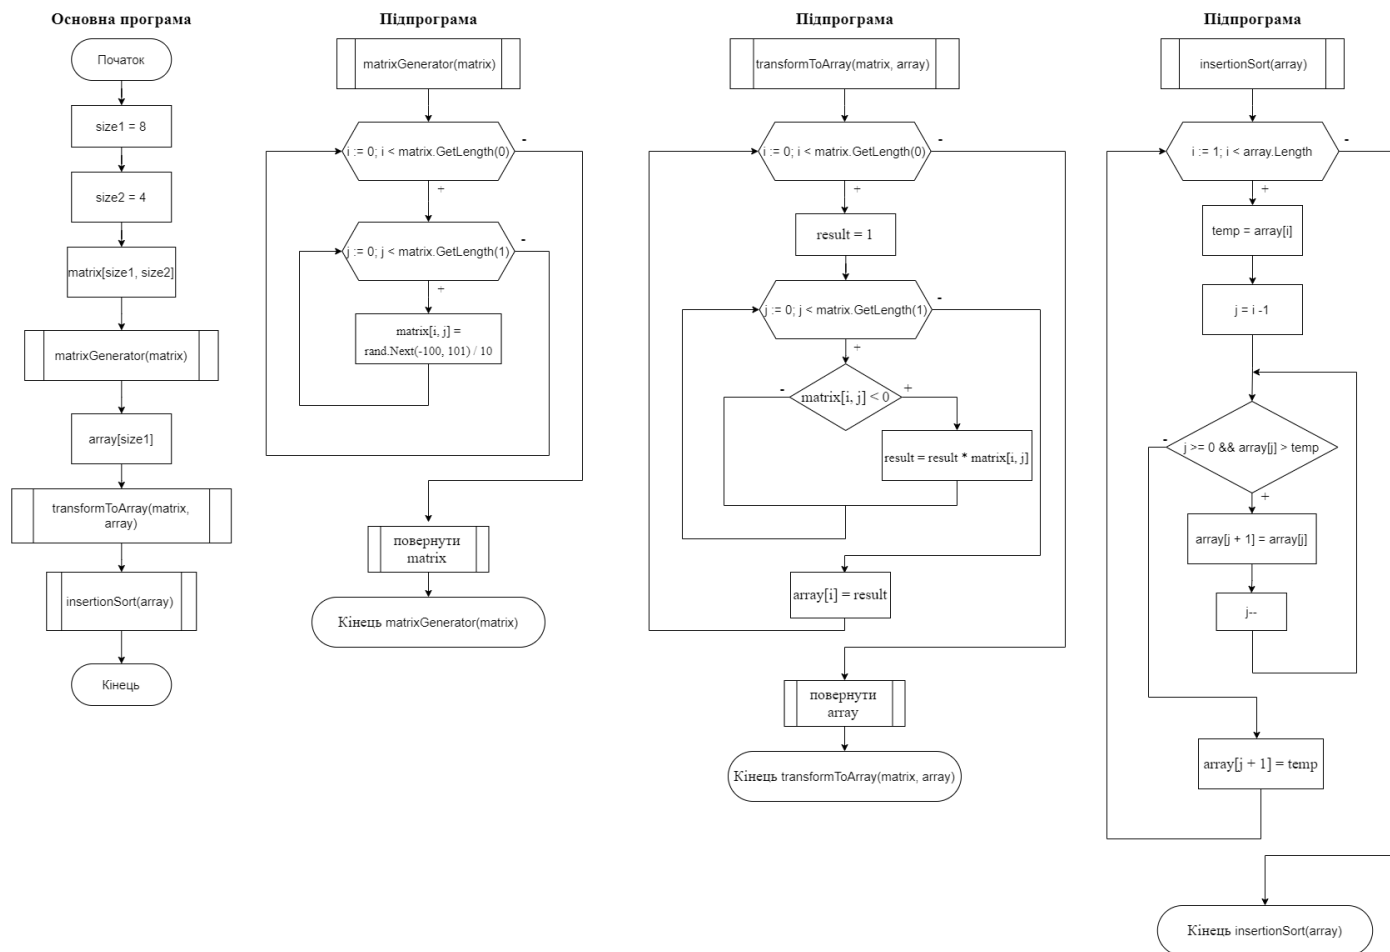 Основна програма
Початок
size1 = 8
size2 = 4
matrix[size1, size2]
matrixGenerator(matrix)
array[size1]
transformToArray(matrix,
array)
insertionSort(array)
Кінець
Підпрограма
matrixGenerator(matrix)
i := 0; i < matrix.GetLength(0)
-
+
j := 0; j < matrix.GetLength(1)
-
+
matrix[i, j] =
rand.Next(-100, 101) / 10
повернути
matrix
Кінець matrixGenerator(matrix)
Підпрограма
transformToArray(matrix, array)
i := 0; i < matrix.GetLength(0)
-
+
result = 1
j := 0; j < matrix.GetLength(1)
-
+
matrix[i, j] < 0
-
+
result = result * matrix[i, j]
array[i] = result
повернути
array
Кінець transformToArray(matrix, array)
Підпрограма
insertionSort(array)
i := 1; i < array.Length
-
+
temp = array[i]
j = i -1
j >= 0 && array[j] > temp
-
+
array[j + 1] = array[j]
j--
array[j + 1] = temp
Кінець insertionSort(array)